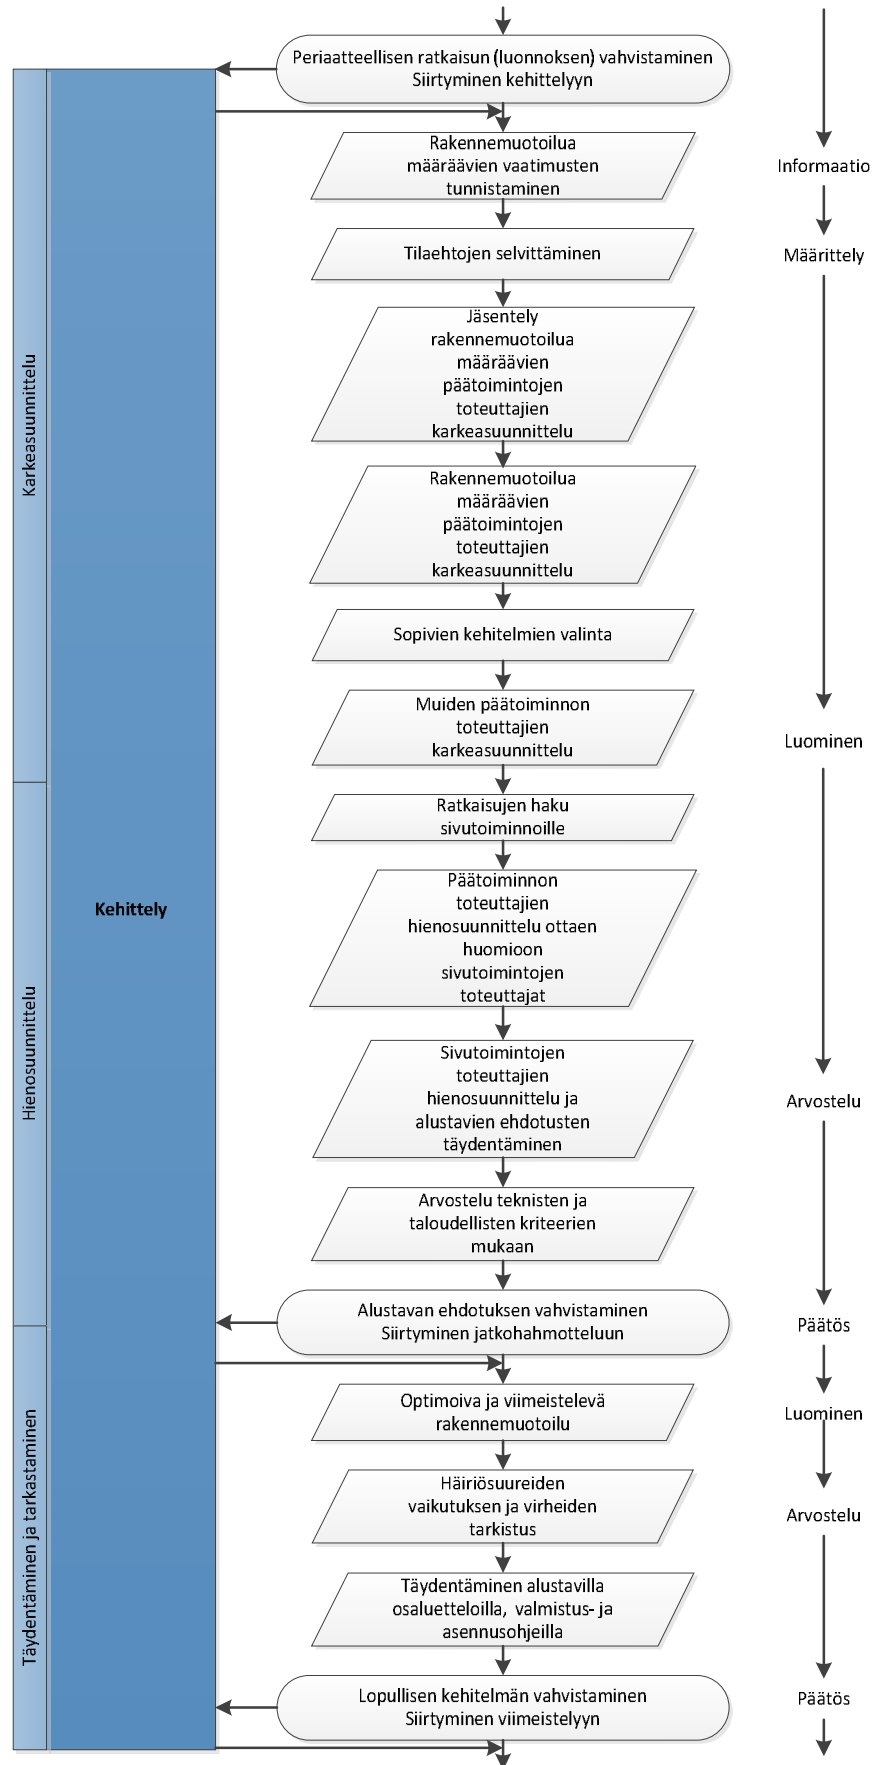 Periaatteellisen ratkaisun (luonnoksen) vahvistaminen
Siirtyminen kehittelyyn
Rakennemuotoilua
määräävien vaatimusten
tunnistaminen
Informaatio
Tilaehtojen selvittäminen
Määrittely
Jäsentely
rakennemuotoilua
määräävien
päätoimintojen
toteuttajien
karkeasuunnittelu
Karkeasuunnittelu
Rakennemuotoilua
määräävien
päätoimintojen
toteuttajien
karkeasuunnittelu
Sopivien kehitelmien valinta
Muiden päätoiminnon
toteuttajien
karkeasuunnittelu
Luominen
Ratkaisujen haku
sivutoiminnoille
Kehittely
Päätoiminnon
toteuttajien
hienosuunnittelu ottaen
huomioon
sivutoimintojen
toteuttajat
Hienosuunnittelu
Sivutoimintojen
toteuttajien
hienosuunnittelu ja
alustavien ehdotusten
täydentäminen
Arvostelu
Arvostelu teknisten ja
taloudellisten kriteerien
mukaan
Alustavan ehdotuksen vahvistaminen
Siirtyminen jatkohahmotteluun
Päätös
Optimoiva ja viimeistelevä
rakennemuotoilu
Luominen
Täydentäminen ja tarkastaminen
Häiriösuureiden
vaikutuksen ja virheiden
tarkistus
Arvostelu
Täydentäminen alustavilla
osaluetteloilla, valmistus- ja
asennusohjeilla
Lopullisen kehitelmän vahvistaminen
Siirtyminen viimeistelyyn
Päätös